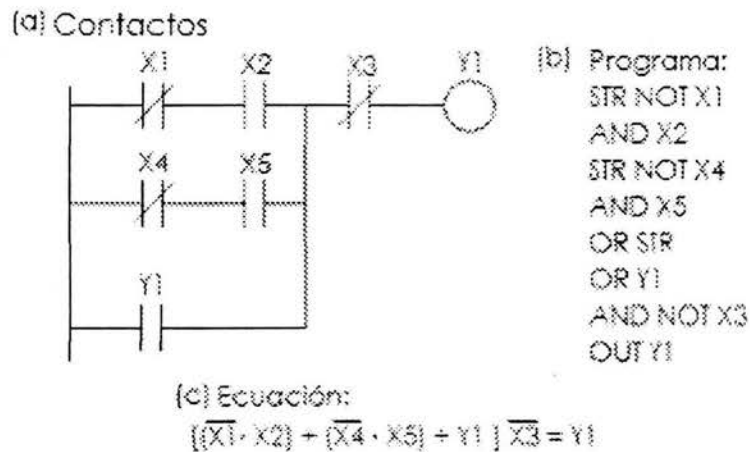 (a) Contactos
X1 X2 X3 Y1
X4 X5
Y1
(b) Programa:
STR NOT X1
AND X2
STR NOT X4
AND X5
OR STR
OR Y1
AND NOT X3
OUT Y1
(c) Ecuación:
[(X̅1̅ · X2) + (X̅4̅ · X5) + Y1 ] X̅3̅ = Y1